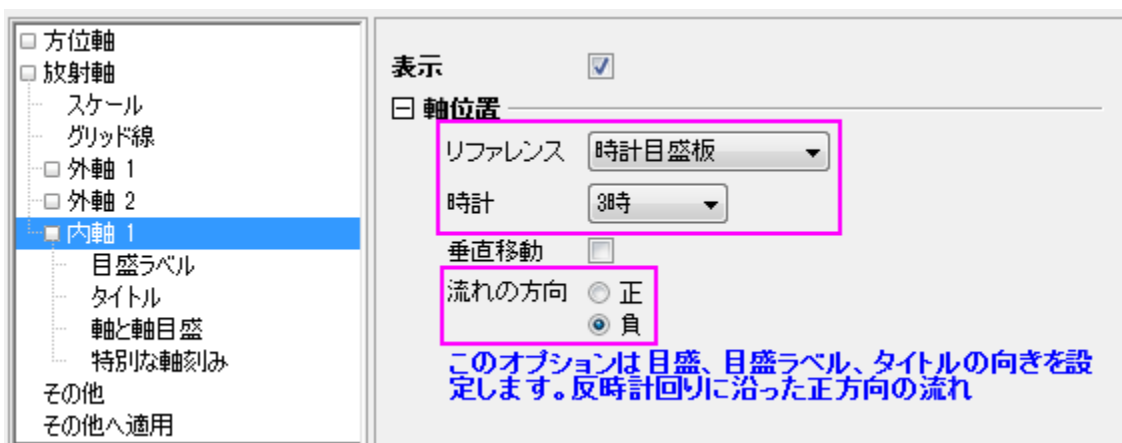 方位軸
放射軸
スケール
グリッド線
外軸 1
外軸 2
内軸 1
目盛ラベル
タイトル
軸と軸目盛
特別な軸刻み
その他
その他へ適用
表示
軸位置
リファレンス 時計目盛板
時計 3時
垂直移動
流れの方向 正
負
このオプションは目盛、目盛ラベル、タイトルの向きを設
定します。反時計回りに沿った正方向の流れ